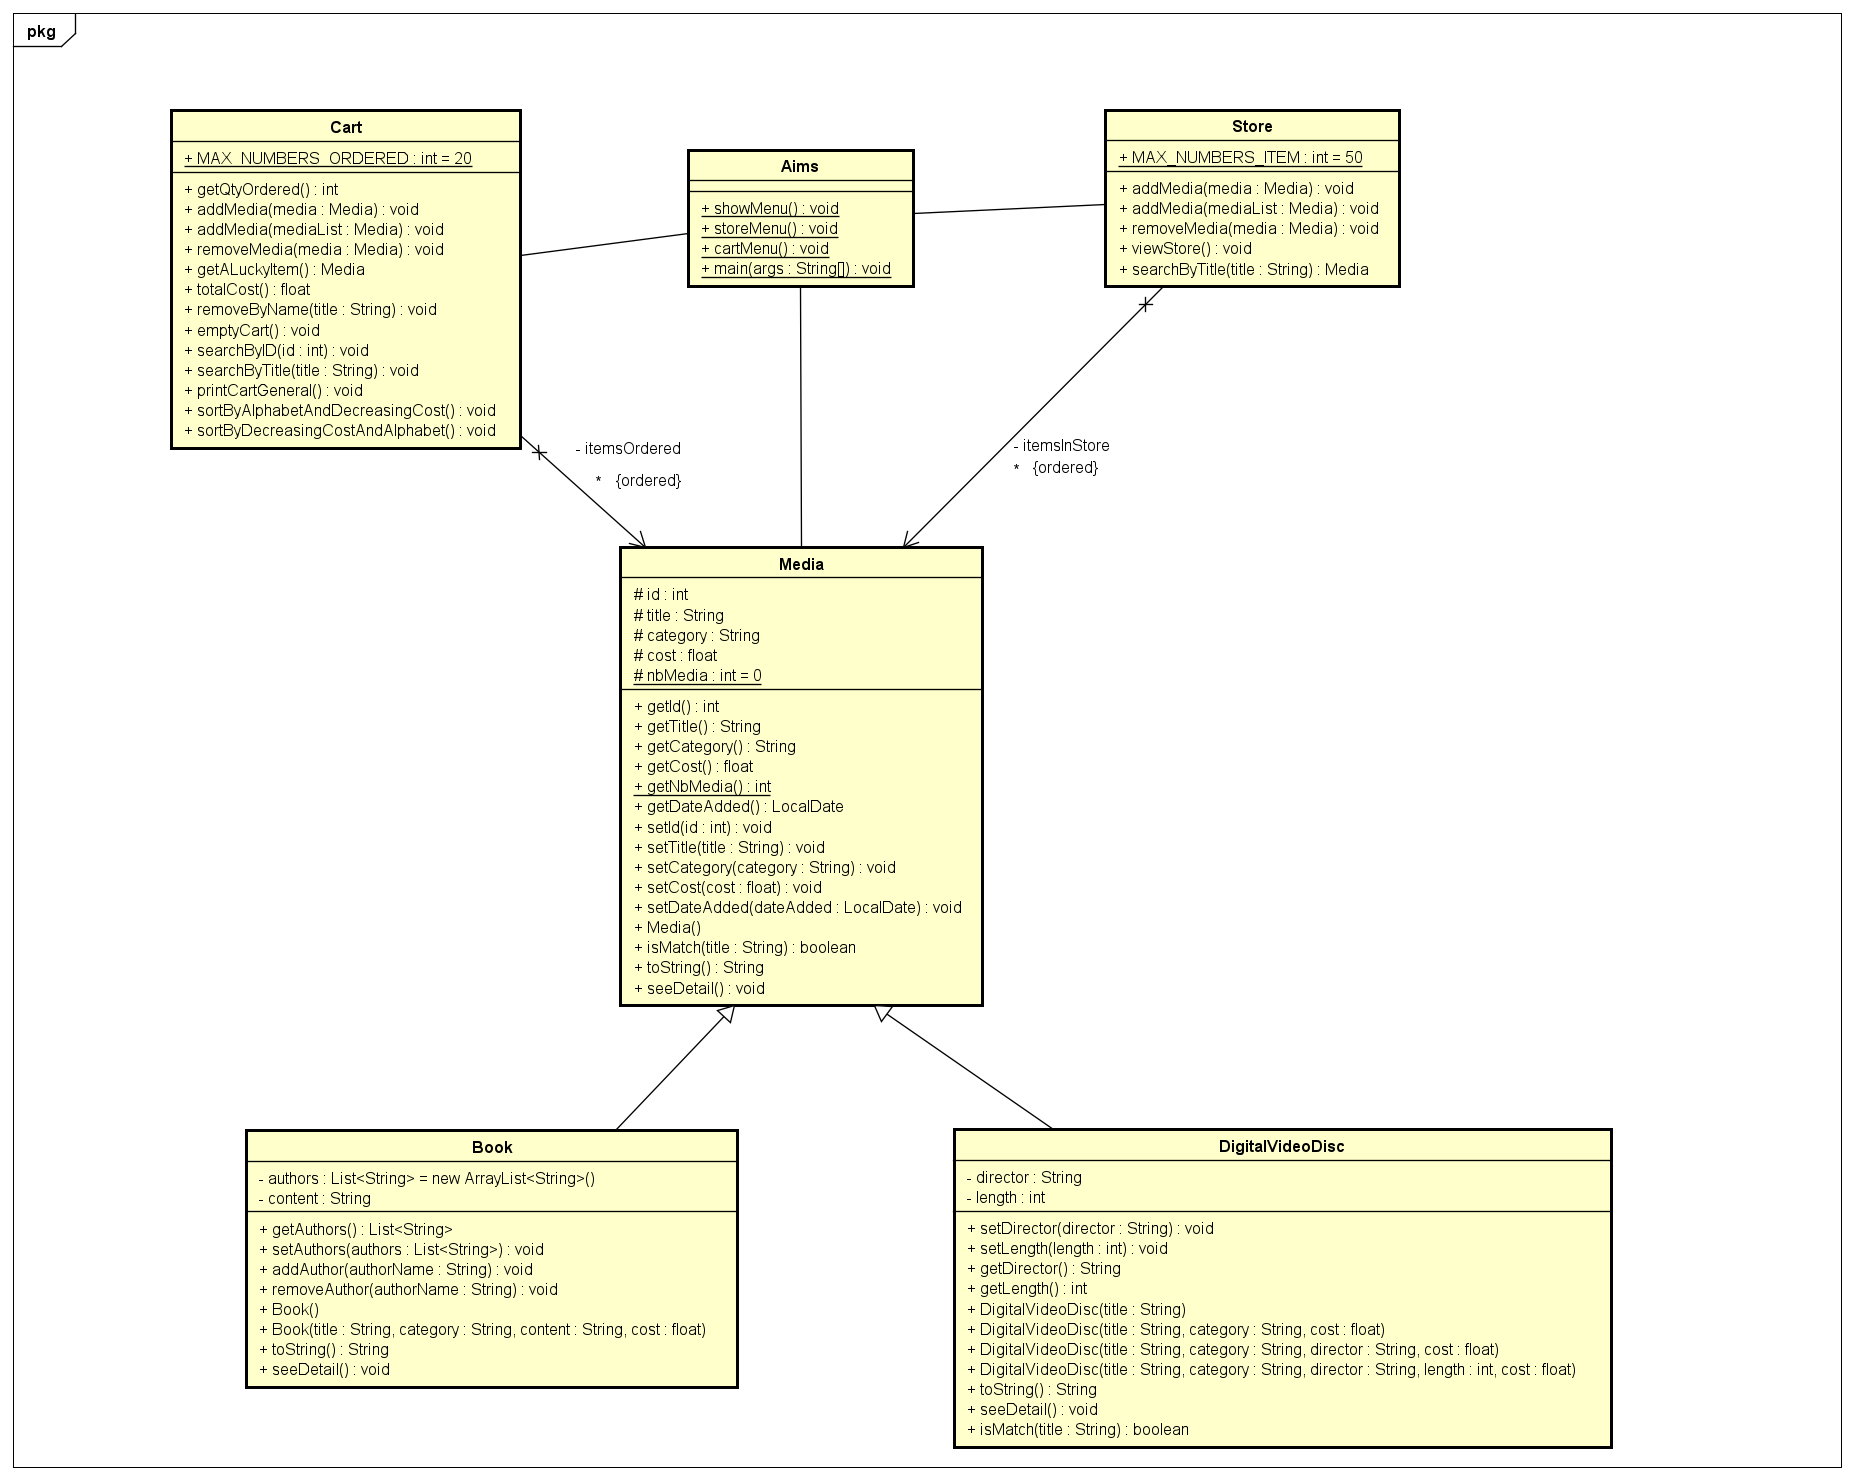 pkg
Cart
+ MAX_NUMBERS_ORDERED : int = 20
+ getQtyOrdered() : int
+ addMedia(media : Media) : void
+ addMedia(mediaList : Media) : void
+ removeMedia(media : Media) : void
+ getALuckyItem() : Media
+ totalCost() : float
+ removeByName(title : String) : void
+ emptyCart() : void
+ searchByID(id : int) : void
+ searchByTitle(title : String) : void
+ printCartGeneral() : void
+ sortByAlphabetAndDecreasingCost() : void
+ sortByDecreasingCostAndAlphabet() : void
Aims
+ showMenu() : void
+ storeMenu() : void
+ cartMenu() : void
+ main(args : String[]) : void
Store
+ MAX_NUMBERS_ITEM : int = 50
+ addMedia(media : Media) : void
+ addMedia(mediaList : Media) : void
+ removeMedia(media : Media) : void
+ viewStore() : void
+ searchByTitle(title : String) : Media
- itemsOrdered
* {ordered}
- itemsInStore
* {ordered}
Media
# id : int
# title : String
# category : String
# cost : float
# nbMedia : int = 0
+ getId() : int
+ getTitle() : String
+ getCategory() : String
+ getCost() : float
+ getNbMedia() : int
+ getDateAdded() : LocalDate
+ setId(id : int) : void
+ setTitle(title : String) : void
+ setCategory(category : String) : void
+ setCost(cost : float) : void
+ setDateAdded(dateAdded : LocalDate) : void
+ Media()
+ isMatch(title : String) : boolean
+ toString() : String
+ seeDetail() : void
Book
- authors : List<String> = new ArrayList<String>()
- content : String
+ getAuthors() : List<String>
+ setAuthors(authors : List<String>) : void
+ addAuthor(authorName : String) : void
+ removeAuthor(authorName : String) : void
+ Book()
+ Book(title : String, category : String, content : String, cost : float)
+ toString() : String
+ seeDetail() : void
DigitalVideoDisc
- director : String
- length : int
+ setDirector(director : String) : void
+ setLength(length : int) : void
+ getDirector() : String
+ getLength() : int
+ DigitalVideoDisc(title : String)
+ DigitalVideoDisc(title : String, category : String, cost : float)
+ DigitalVideoDisc(title : String, category : String, director : String, cost : float)
+ DigitalVideoDisc(title : String, category : String, director : String, length : int, cost : float)
+ toString() : String
+ seeDetail() : void
+ isMatch(title : String) : boolean